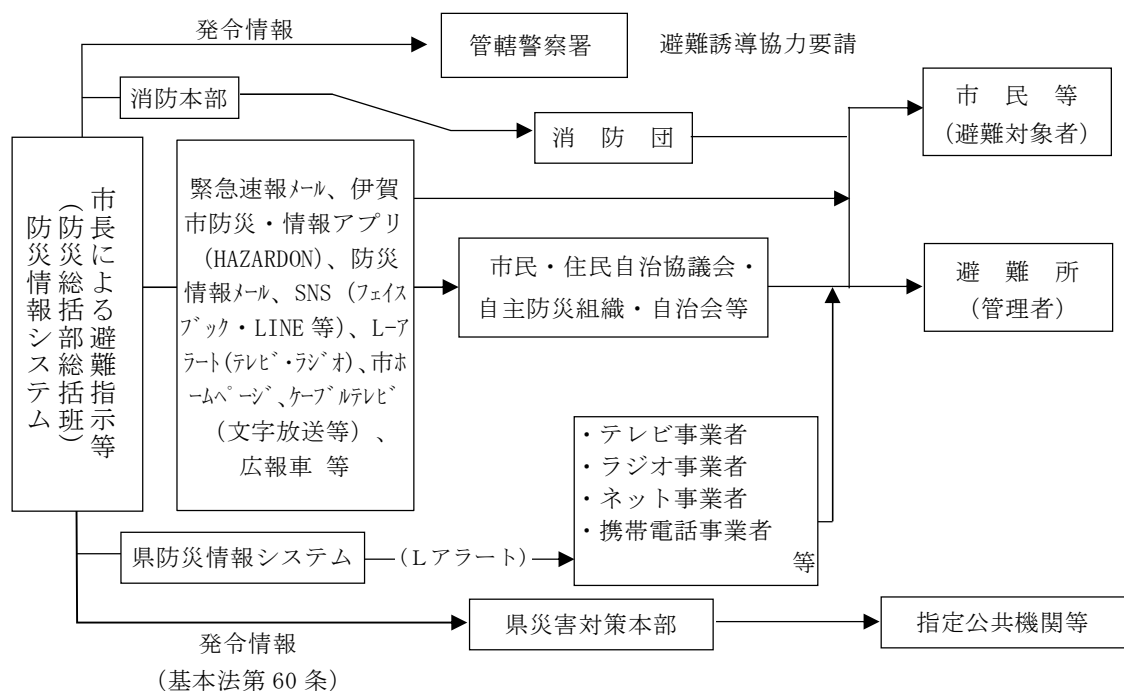 発令情報
管轄警察署
避難誘導協力要請
消防本部
消 防 団
市 民 等
(避難対象者)
市長による避難指示等
(防災総括部総括班)
防災情報システム
緊急速報ﾒｰﾙ、伊賀
市防災・情報アプリ
(HAZARDON)、防災
情報ﾒｰﾙ、SNS (ﾌｪｲｽ
ﾌﾞｯｸ・LINE 等)、L-ｱ
ﾗｰﾄ(ﾃﾚﾋﾞ・ﾗｼﾞｵ)、市ﾎ
ｰﾑﾍﾟｰｼﾞ、ｹｰﾌﾞﾙﾃﾚﾋﾞ
(文字放送等)、
広報車 等
市民・住民自治協議会・
自主防災組織・自治会等
避 難 所
(管理者)
・テレビ事業者
・ラジオ事業者
・ネット事業者
・携帯電話事業者
等
県防災情報システム
(Lアラート)
県災害対策本部
指定公共機関等
発令情報
(基本法第 60 条)